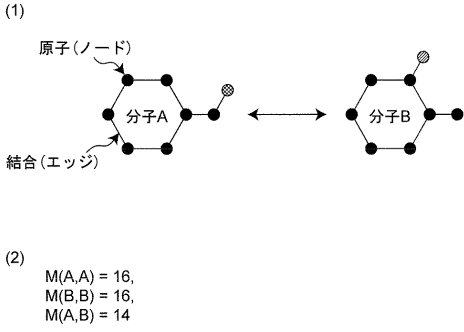 (1)
原子(ノード)
分子A
分子B
結合(エッジ)
(2)
M(A,A) = 16,
M(B,B) = 16,
M(A,B) = 14